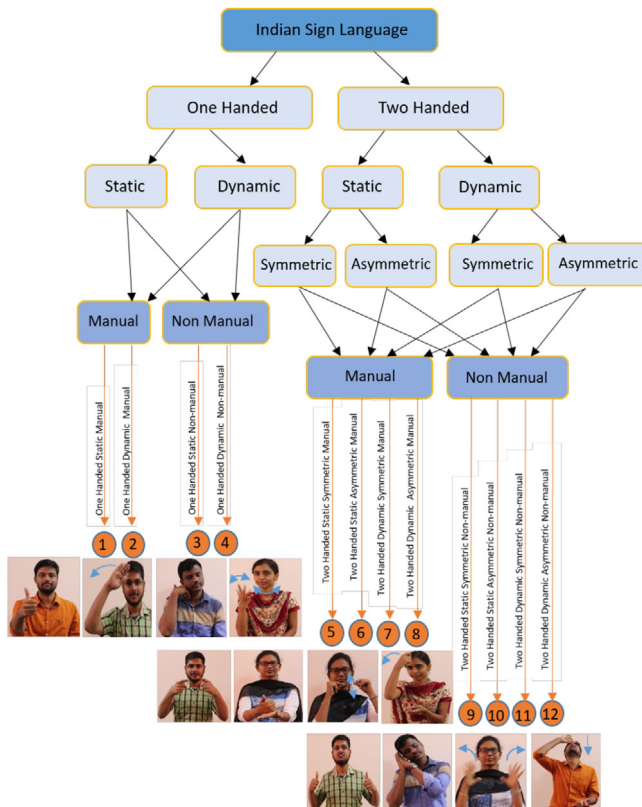 Indian Sign Language
One Handed
Two Handed
Static
Dynamic
Static
Dynamic
Symmetric
Asymmetric
Symmetric
Asymmetric
Manual
Non Manual
Manual
Non Manual
One Handed Static Manual
One Handed Dynamic Manual
One Handed Static Non-manual
One Handed Dynamic Non-manual
Two Handed Static Symmetric Manual
Two Handed Static Asymmetric Manual
Two Handed Dynamic Symmetric Manual
Two Handed Dynamic Asymmetric Manual
Two Handed Static Symmetric Non-manual
Two Handed Static Asymmetric Non-manual
Two Handed Dynamic Symmetric Non-manual
Two Handed Dynamic Asymmetric Non-manual
1
2
3
4
5
6
7
8
9
10
11
12